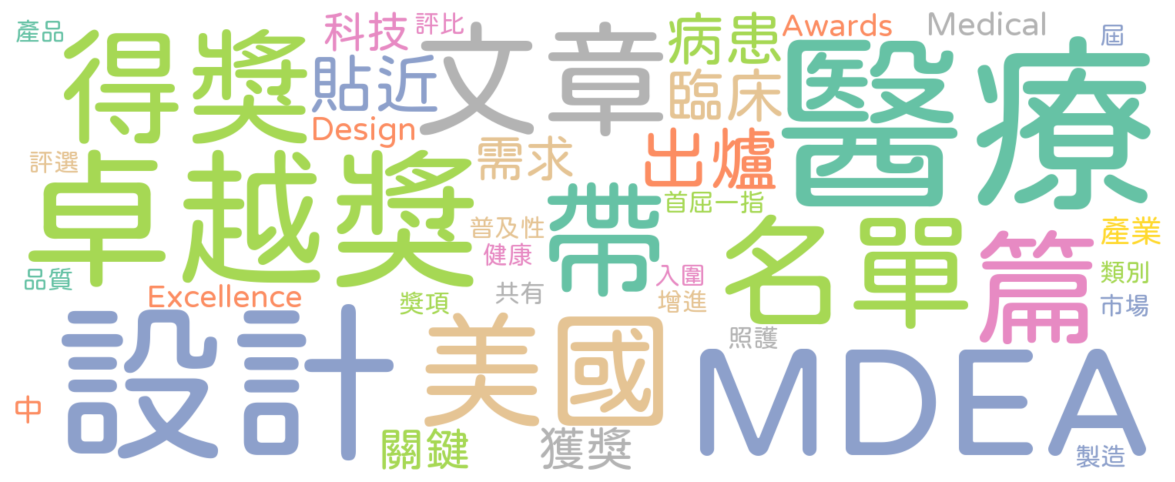 產品
得獎
科技
評比
文章
病患
Awards
Medical
屆
貼近
臨床
醫療
Design
需求
出爐
評選
卓越獎
帶
首屈一指
普及性
健康
名單
篇
產業
品質
Excellence
獎項
共有
入圍
增進
類別
市場
設計
美國
照護
MDEA
中
關鍵
獲獎
製造